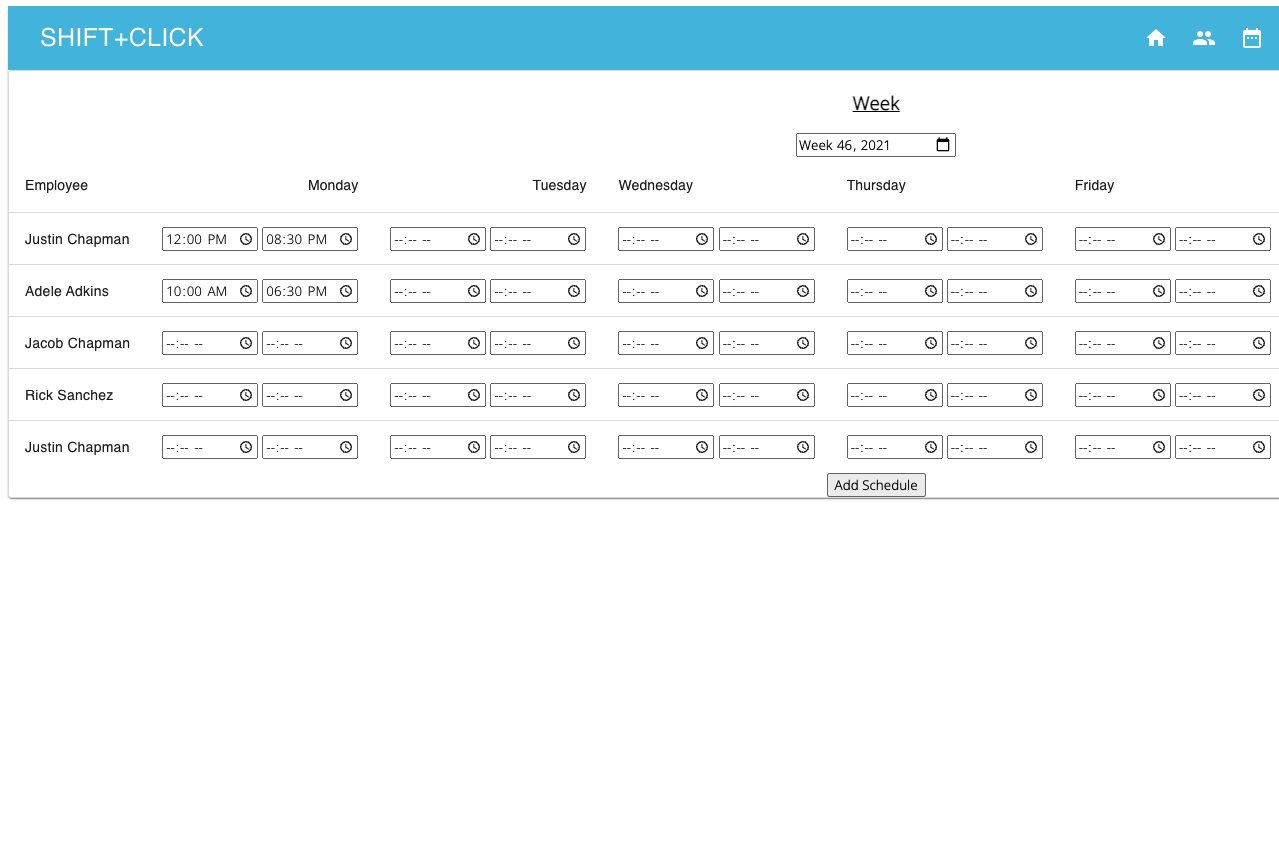 SHIFT+CLICK
Week
Week 46, 2021
Employee Monday Tuesday Wednesday Thursday Friday
Justin Chapman 12:00 PM 08:30 PM --:-- -- --:-- -- --:-- -- --:-- -- --:-- -- --:-- -- --:-- -- --:-- --
Adele Adkins 10:00 AM 06:30 PM --:-- -- --:-- -- --:-- -- --:-- -- --:-- -- --:-- -- --:-- -- --:-- --
Jacob Chapman --:-- -- --:-- -- --:-- -- --:-- -- --:-- -- --:-- -- --:-- -- --:-- -- --:-- -- --:-- --
Rick Sanchez --:-- -- --:-- -- --:-- -- --:-- -- --:-- -- --:-- -- --:-- -- --:-- -- --:-- -- --:-- --
Justin Chapman --:-- -- --:-- -- --:-- -- --:-- -- --:-- -- --:-- -- --:-- -- --:-- -- --:-- -- --:-- --
Add Schedule